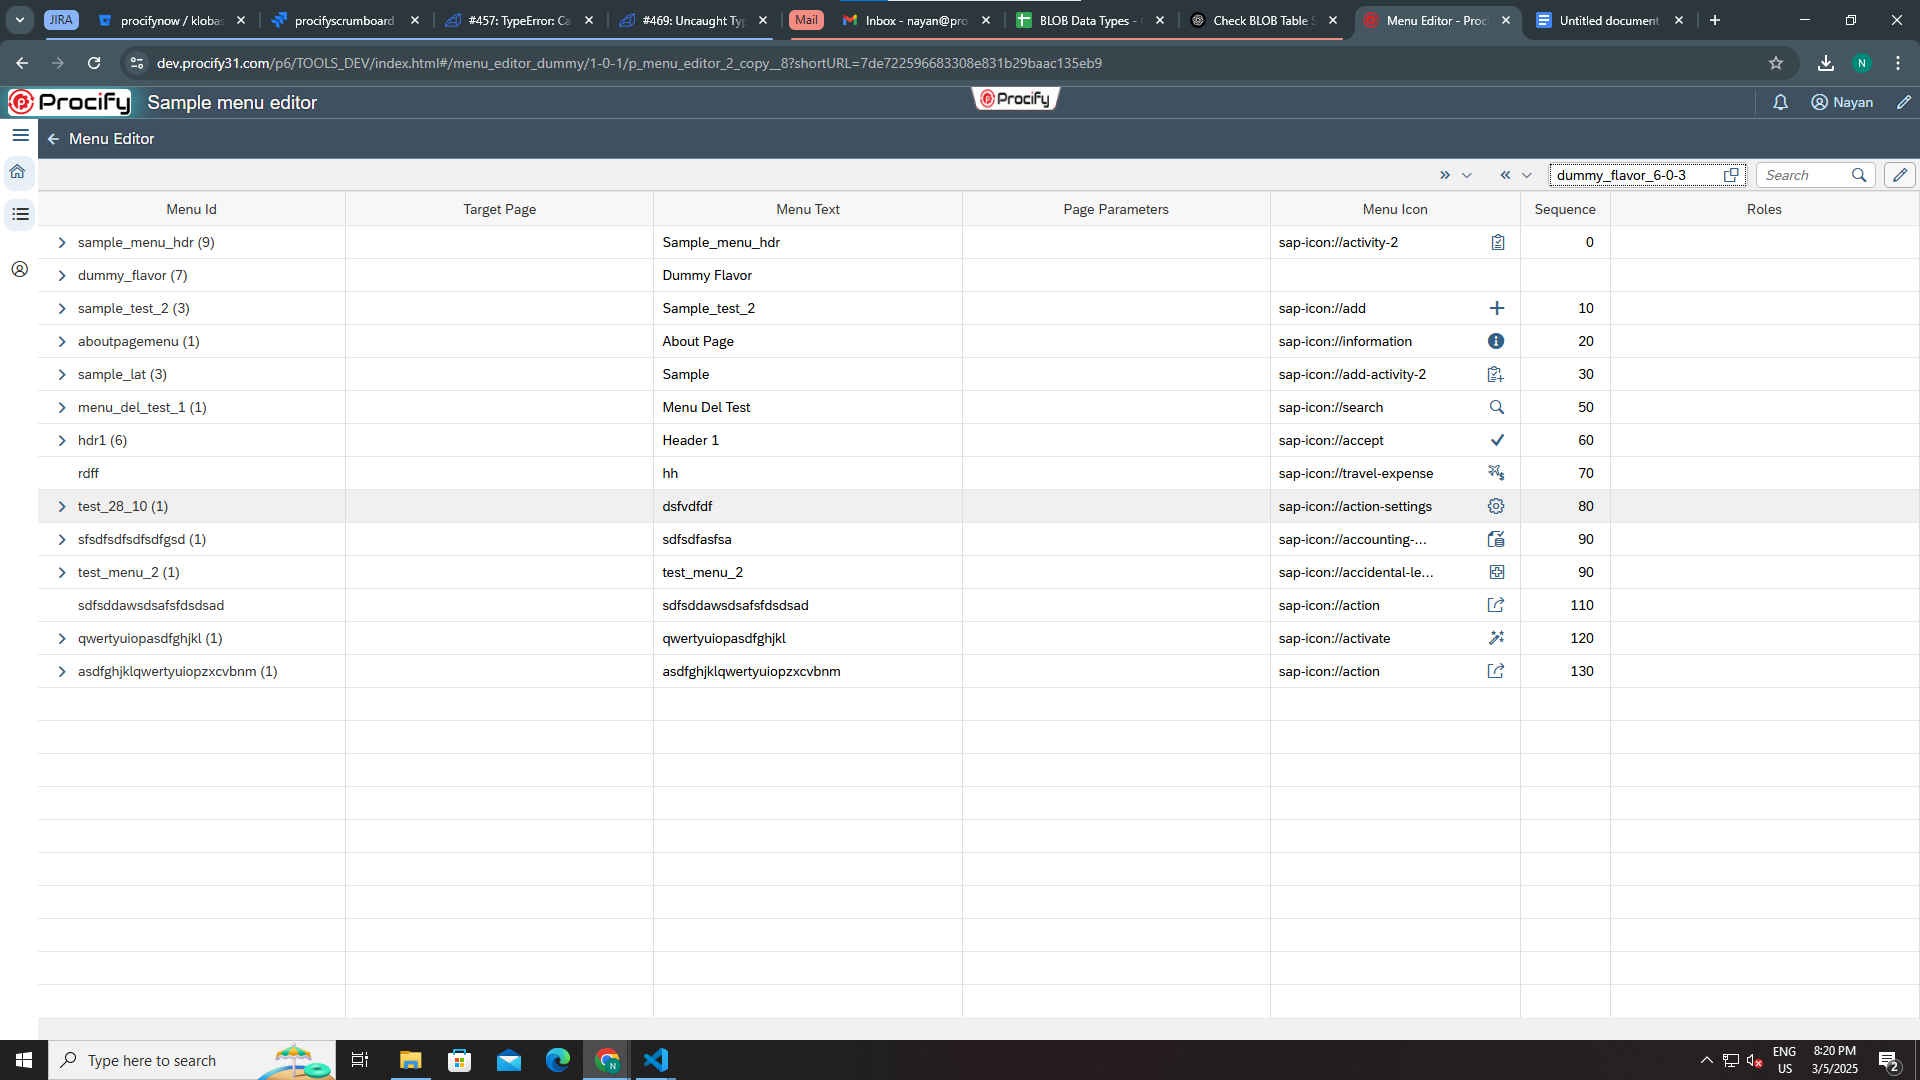 JIRA procifynow / kloba procifyscrumboard #457: TypeError: Ca #469: Uncaught Ty Mail Inbox - nayan@pro BLOB Data Types - Check BLOB Table Menu Editor - Proci Untitled document
dev.procify31.com/p6/TOOLS_DEV/index.html#/menu_editor_dummy/1-0-1/p_menu_editor_2_copy__8?shortURL=7de722596683308e831b29baac135eb9 N
Procify Sample menu editor Procify Nayan
Menu Editor
dummy_flavor_6-0-3 Search
Menu Id Target Page Menu Text Page Parameters Menu Icon Sequence Roles
sample_menu_hdr (9) Sample_menu_hdr sap-icon://activity-2 0
dummy_flavor (7) Dummy Flavor
sample_test_2 (3) Sample_test_2 sap-icon://add 10
aboutpagemenu (1) About Page sap-icon://information 20
sample_lat (3) Sample sap-icon://add-activity-2 30
menu_del_test_1 (1) Menu Del Test sap-icon://search 50
hdr1 (6) Header 1 sap-icon://accept 60
rdff hh sap-icon://travel-expense 70
test_28_10 (1) dsfvdfdf sap-icon://action-settings 80
sfsdfsdfsdfsdfgsd (1) sdfsdfasfsa sap-icon://accounting-... 90
test_menu_2 (1) test_menu_2 sap-icon://accidental-le... 90
sdfsddawsdsafsfdsdsad sdfsddawsdsafsfdsdsad sap-icon://action 110
qwertyuiopasdfghjkl (1) qwertyuiopasdfghjkl sap-icon://activate 120
asdfghjklqwertyuiopzxcvbnm (1) asdfghjklqwertyuiopzxcvbnm sap-icon://action 130
Type here to search
ENG 8:20 PM
US 3/5/2025 2